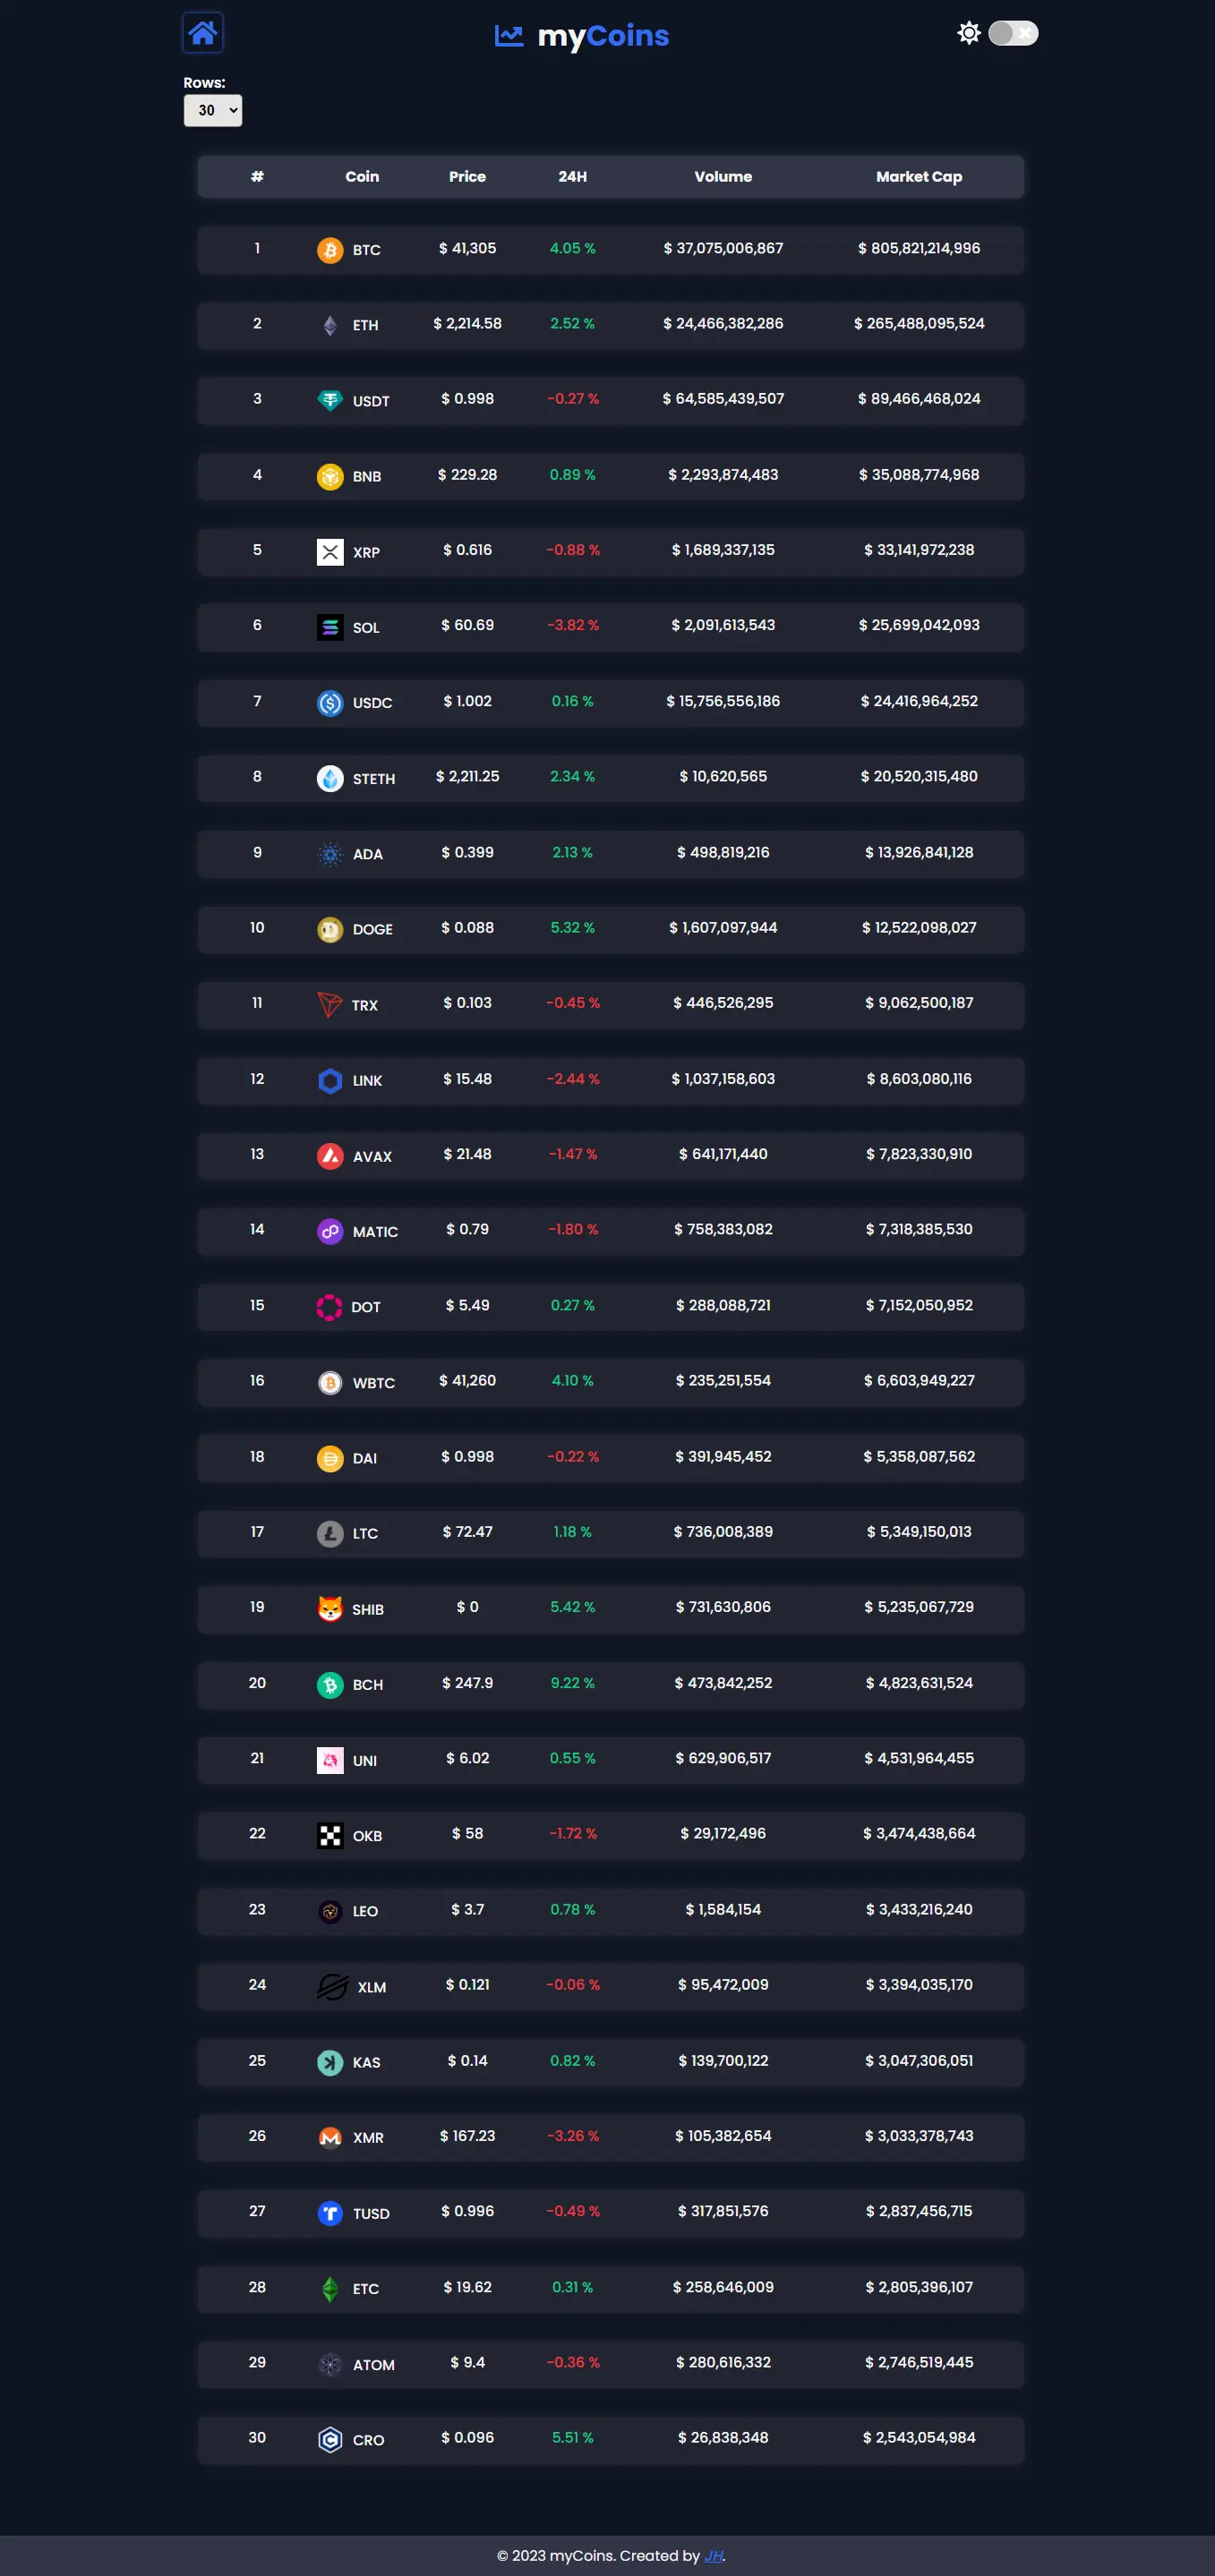 myCoins
Rows:
30
# Coin Price 24H Volume Market Cap
1 BTC $ 41,305 4.05 % $ 37,075,006,867 $ 805,821,214,996
2 ETH $ 2,214.58 2.52 % $ 24,466,382,286 $ 265,488,095,524
3 USDT $ 0.998 -0.27 % $ 64,585,439,507 $ 89,466,468,024
4 BNB $ 229.28 0.89 % $ 2,293,874,483 $ 35,088,774,968
5 XRP $ 0.616 -0.88 % $ 1,689,337,135 $ 33,141,972,238
6 SOL $ 60.69 -3.82 % $ 2,091,613,543 $ 25,699,042,093
7 USDC $ 1.002 0.16 % $ 15,756,556,186 $ 24,416,964,252
8 STETH $ 2,211.25 2.34 % $ 10,620,565 $ 20,520,315,480
9 ADA $ 0.399 2.13 % $ 498,819,216 $ 13,926,841,128
10 DOGE $ 0.088 5.32 % $ 1,607,097,944 $ 12,522,098,027
11 TRX $ 0.103 -0.45 % $ 446,526,295 $ 9,062,500,187
12 LINK $ 15.48 -2.44 % $ 1,037,158,603 $ 8,603,080,116
13 AVAX $ 21.48 -1.47 % $ 641,171,440 $ 7,823,330,910
14 MATIC $ 0.79 -1.80 % $ 758,383,082 $ 7,318,385,530
15 DOT $ 5.49 0.27 % $ 288,088,721 $ 7,152,050,952
16 WBTC $ 41,260 4.10 % $ 235,251,554 $ 6,603,949,227
18 DAI $ 0.998 -0.22 % $ 391,945,452 $ 5,358,087,562
17 LTC $ 72.47 1.18 % $ 736,008,389 $ 5,349,150,013
19 SHIB $ 0 5.42 % $ 731,630,806 $ 5,235,067,729
20 BCH $ 247.9 9.22 % $ 473,842,252 $ 4,823,631,524
21 UNI $ 6.02 0.55 % $ 629,906,517 $ 4,531,964,455
22 OKB $ 58 -1.72 % $ 29,172,496 $ 3,474,438,664
23 LEO $ 3.7 0.78 % $ 1,584,154 $ 3,433,216,240
24 XLM $ 0.121 -0.06 % $ 95,472,009 $ 3,394,035,170
25 KAS $ 0.14 0.82 % $ 139,700,122 $ 3,047,306,051
26 XMR $ 167.23 -3.26 % $ 105,382,654 $ 3,033,378,743
27 TUSD $ 0.996 -0.49 % $ 317,851,576 $ 2,837,456,715
28 ETC $ 19.62 0.31 % $ 258,646,009 $ 2,805,396,107
29 ATOM $ 9.4 -0.36 % $ 280,616,332 $ 2,746,519,445
30 CRO $ 0.096 5.51 % $ 26,838,348 $ 2,543,054,984
© 2023 myCoins. Created by JH.